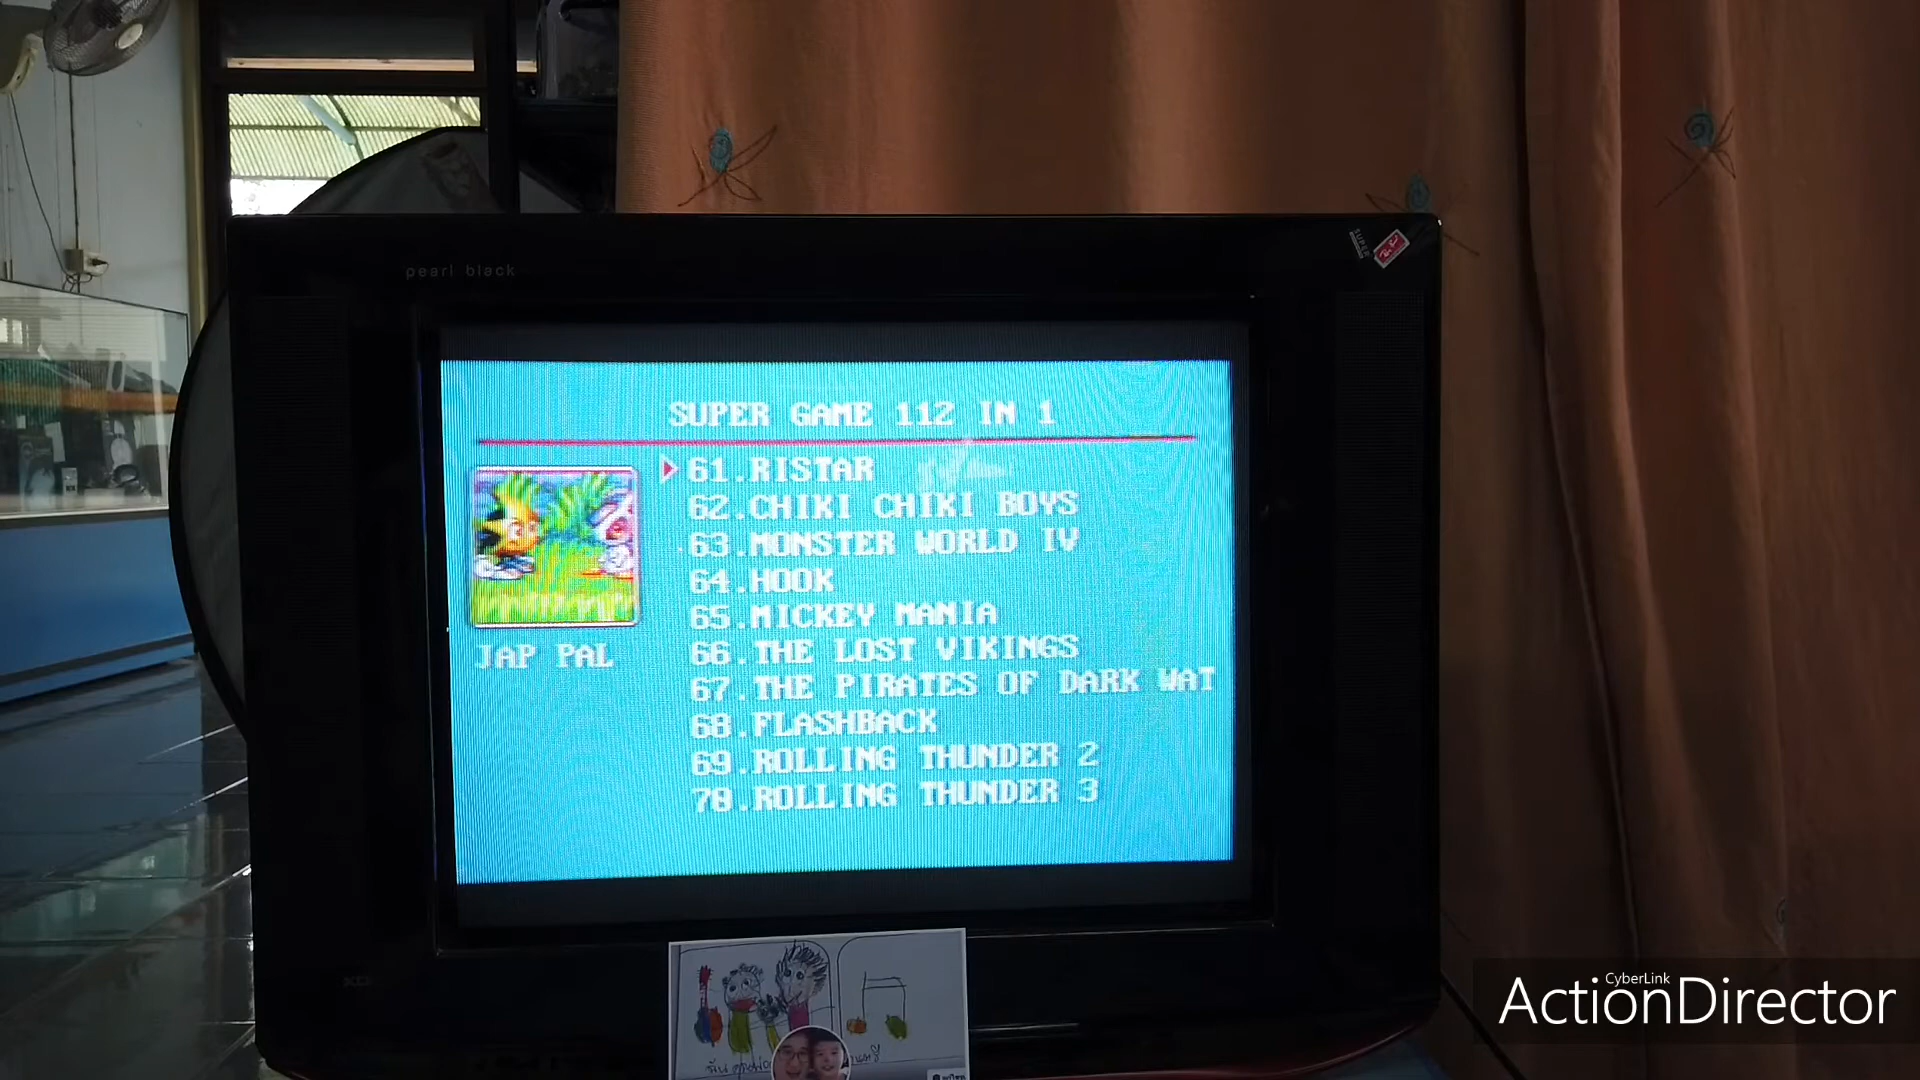 pearl black
SUPER
SUPER GAME 112 IN 1
61.RISTAR
62.CHIKI CHIKI BOYS
63.MONSTER WORLD IV
64.HOOK
65.MICKEY MANIA
66.THE LOST VIKINGS
67.THE PIRATES OF DARK WAT
68.FLASHBACK
69.ROLLING THUNDER 2
70.ROLLING THUNDER 3
JAP PAL
CyberLink
ActionDirector